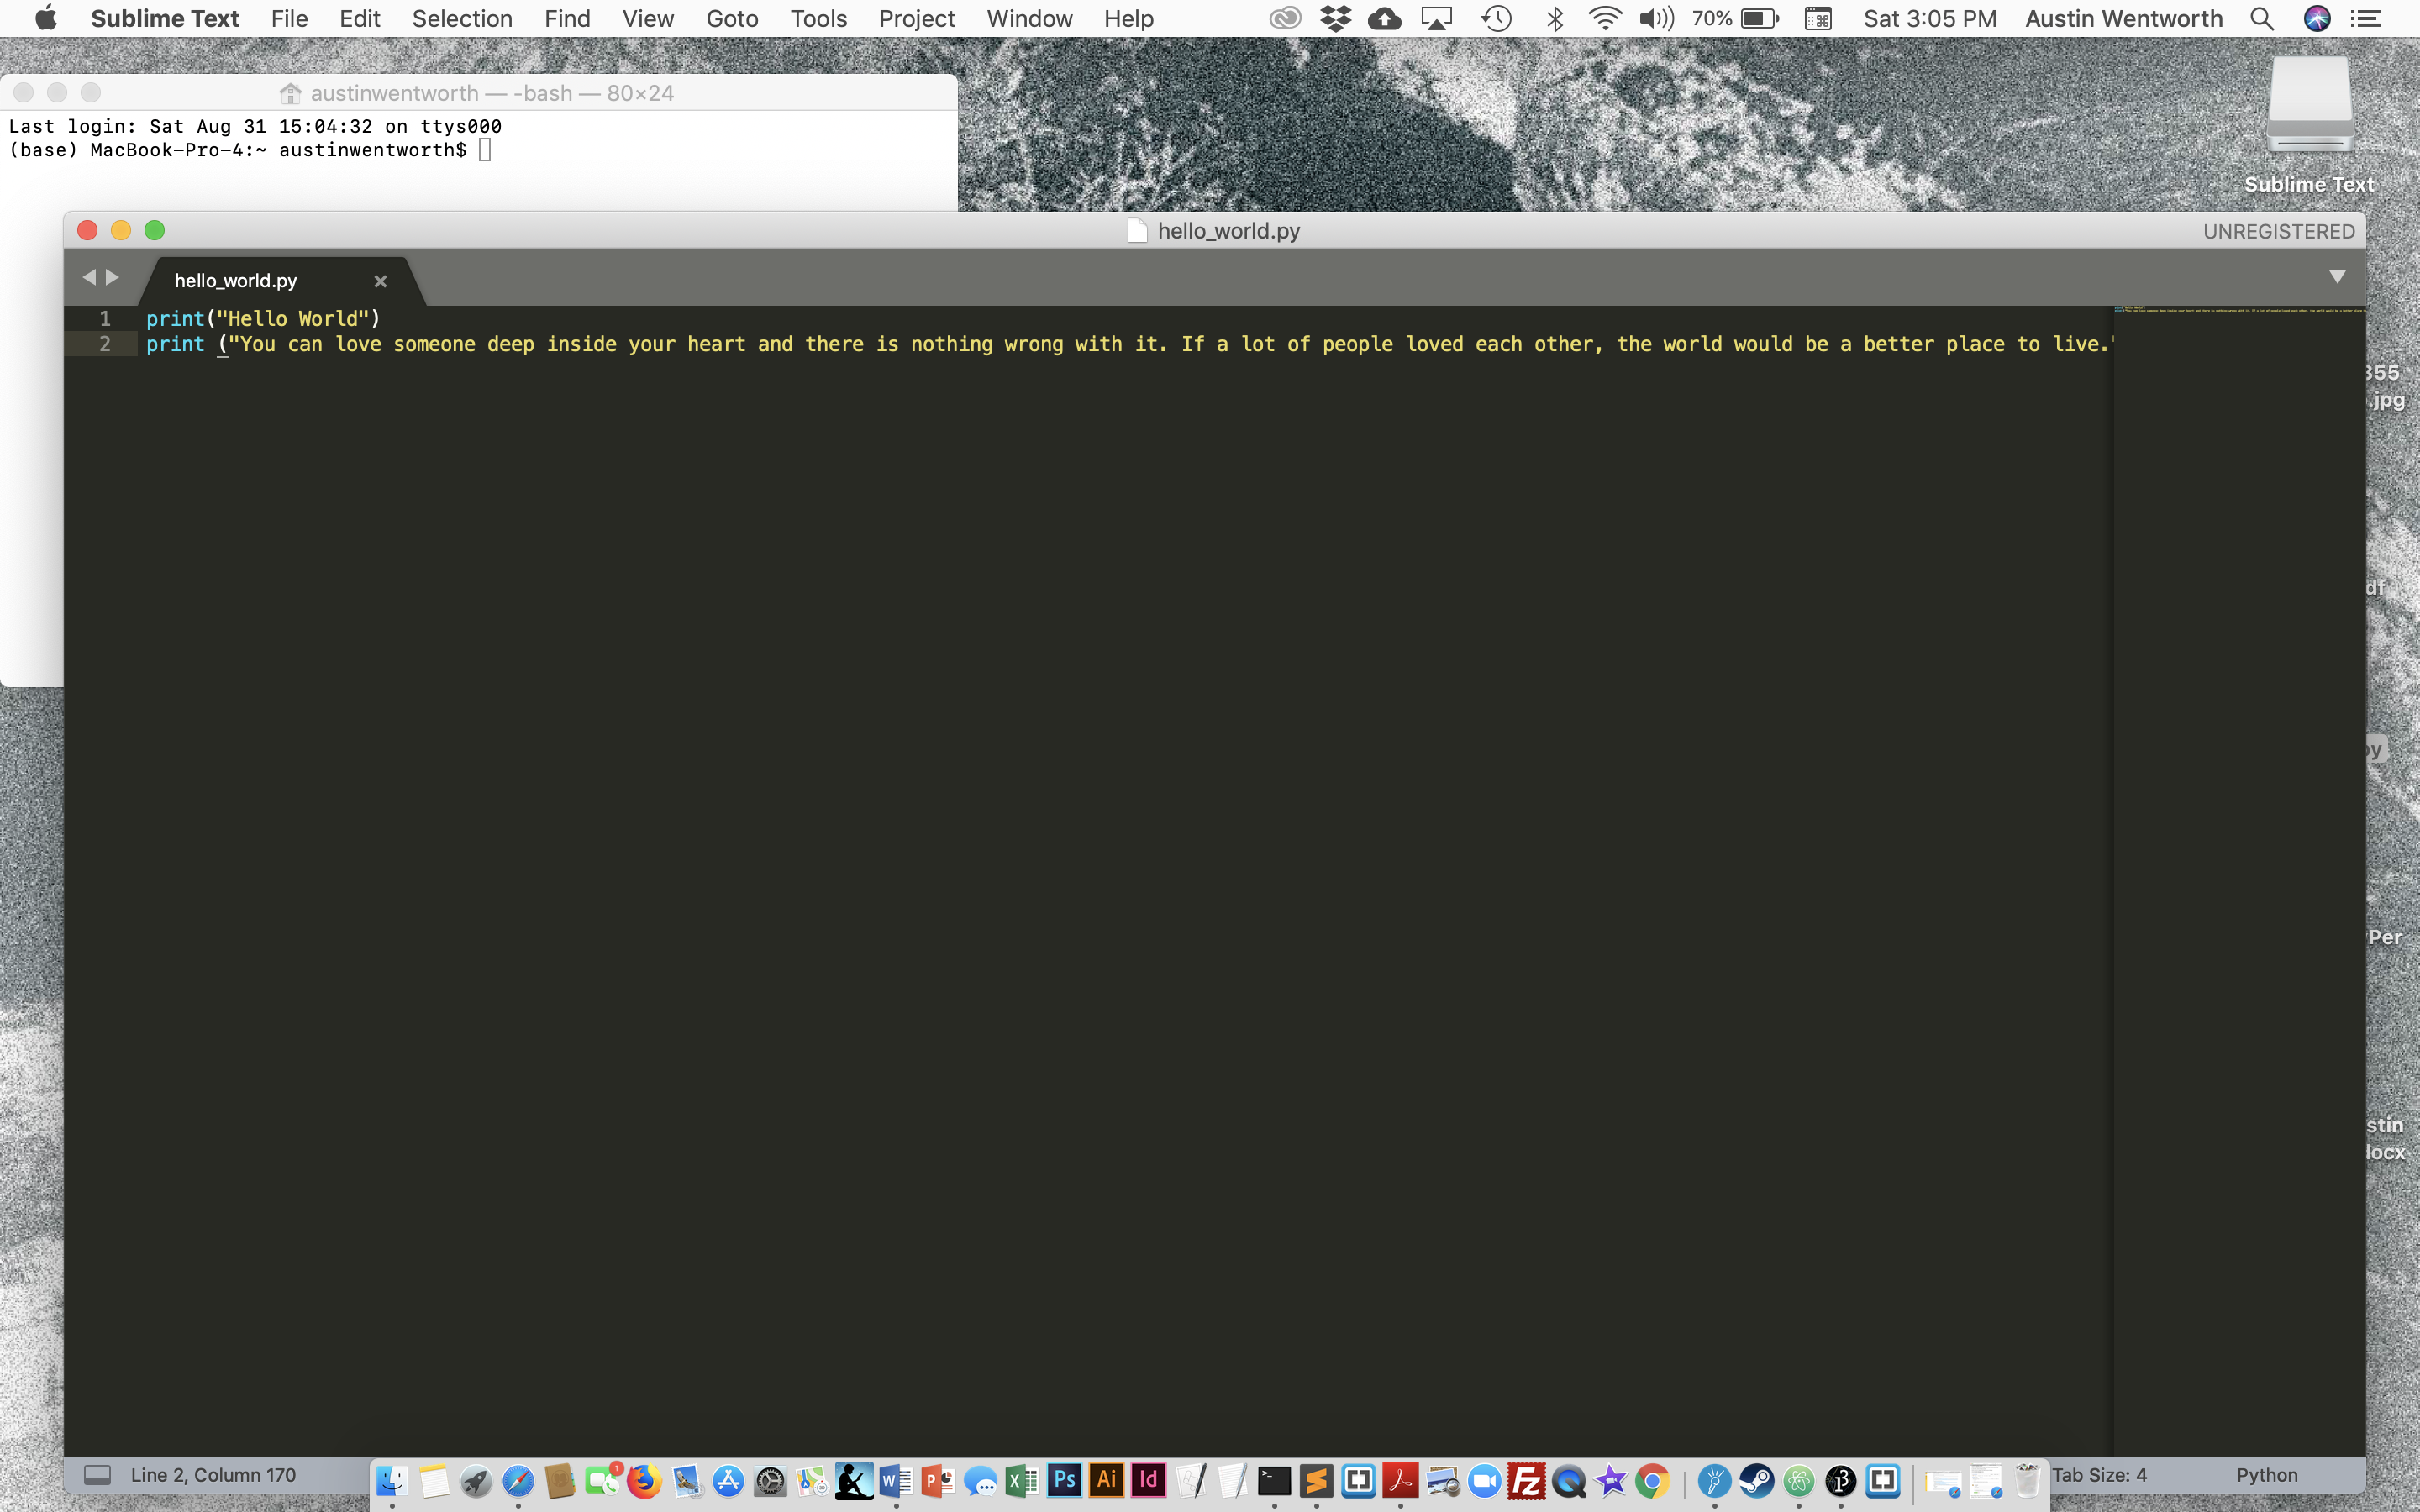 Sublime Text File Edit Selection Find View Goto Tools Project Window Help 70% Sat 3:05 PM Austin Wentworth
austinwentworth — -bash — 80×24
Last login: Sat Aug 31 15:04:32 on ttys000
(base) MacBook-Pro-4:~ austinwentworth$
Sublime Text
hello_world.py UNREGISTERED
hello_world.py ×
1 print("Hello World")
2 print ("You can love someone deep inside your heart and there is nothing wrong with it. If a lot of people loved each other, the world would be a better place to live.
355
.jpg
df
py
Per
stin
docx
Line 2, Column 170
1
W P X Ps Ai Id Fz
Tab Size: 4 Python